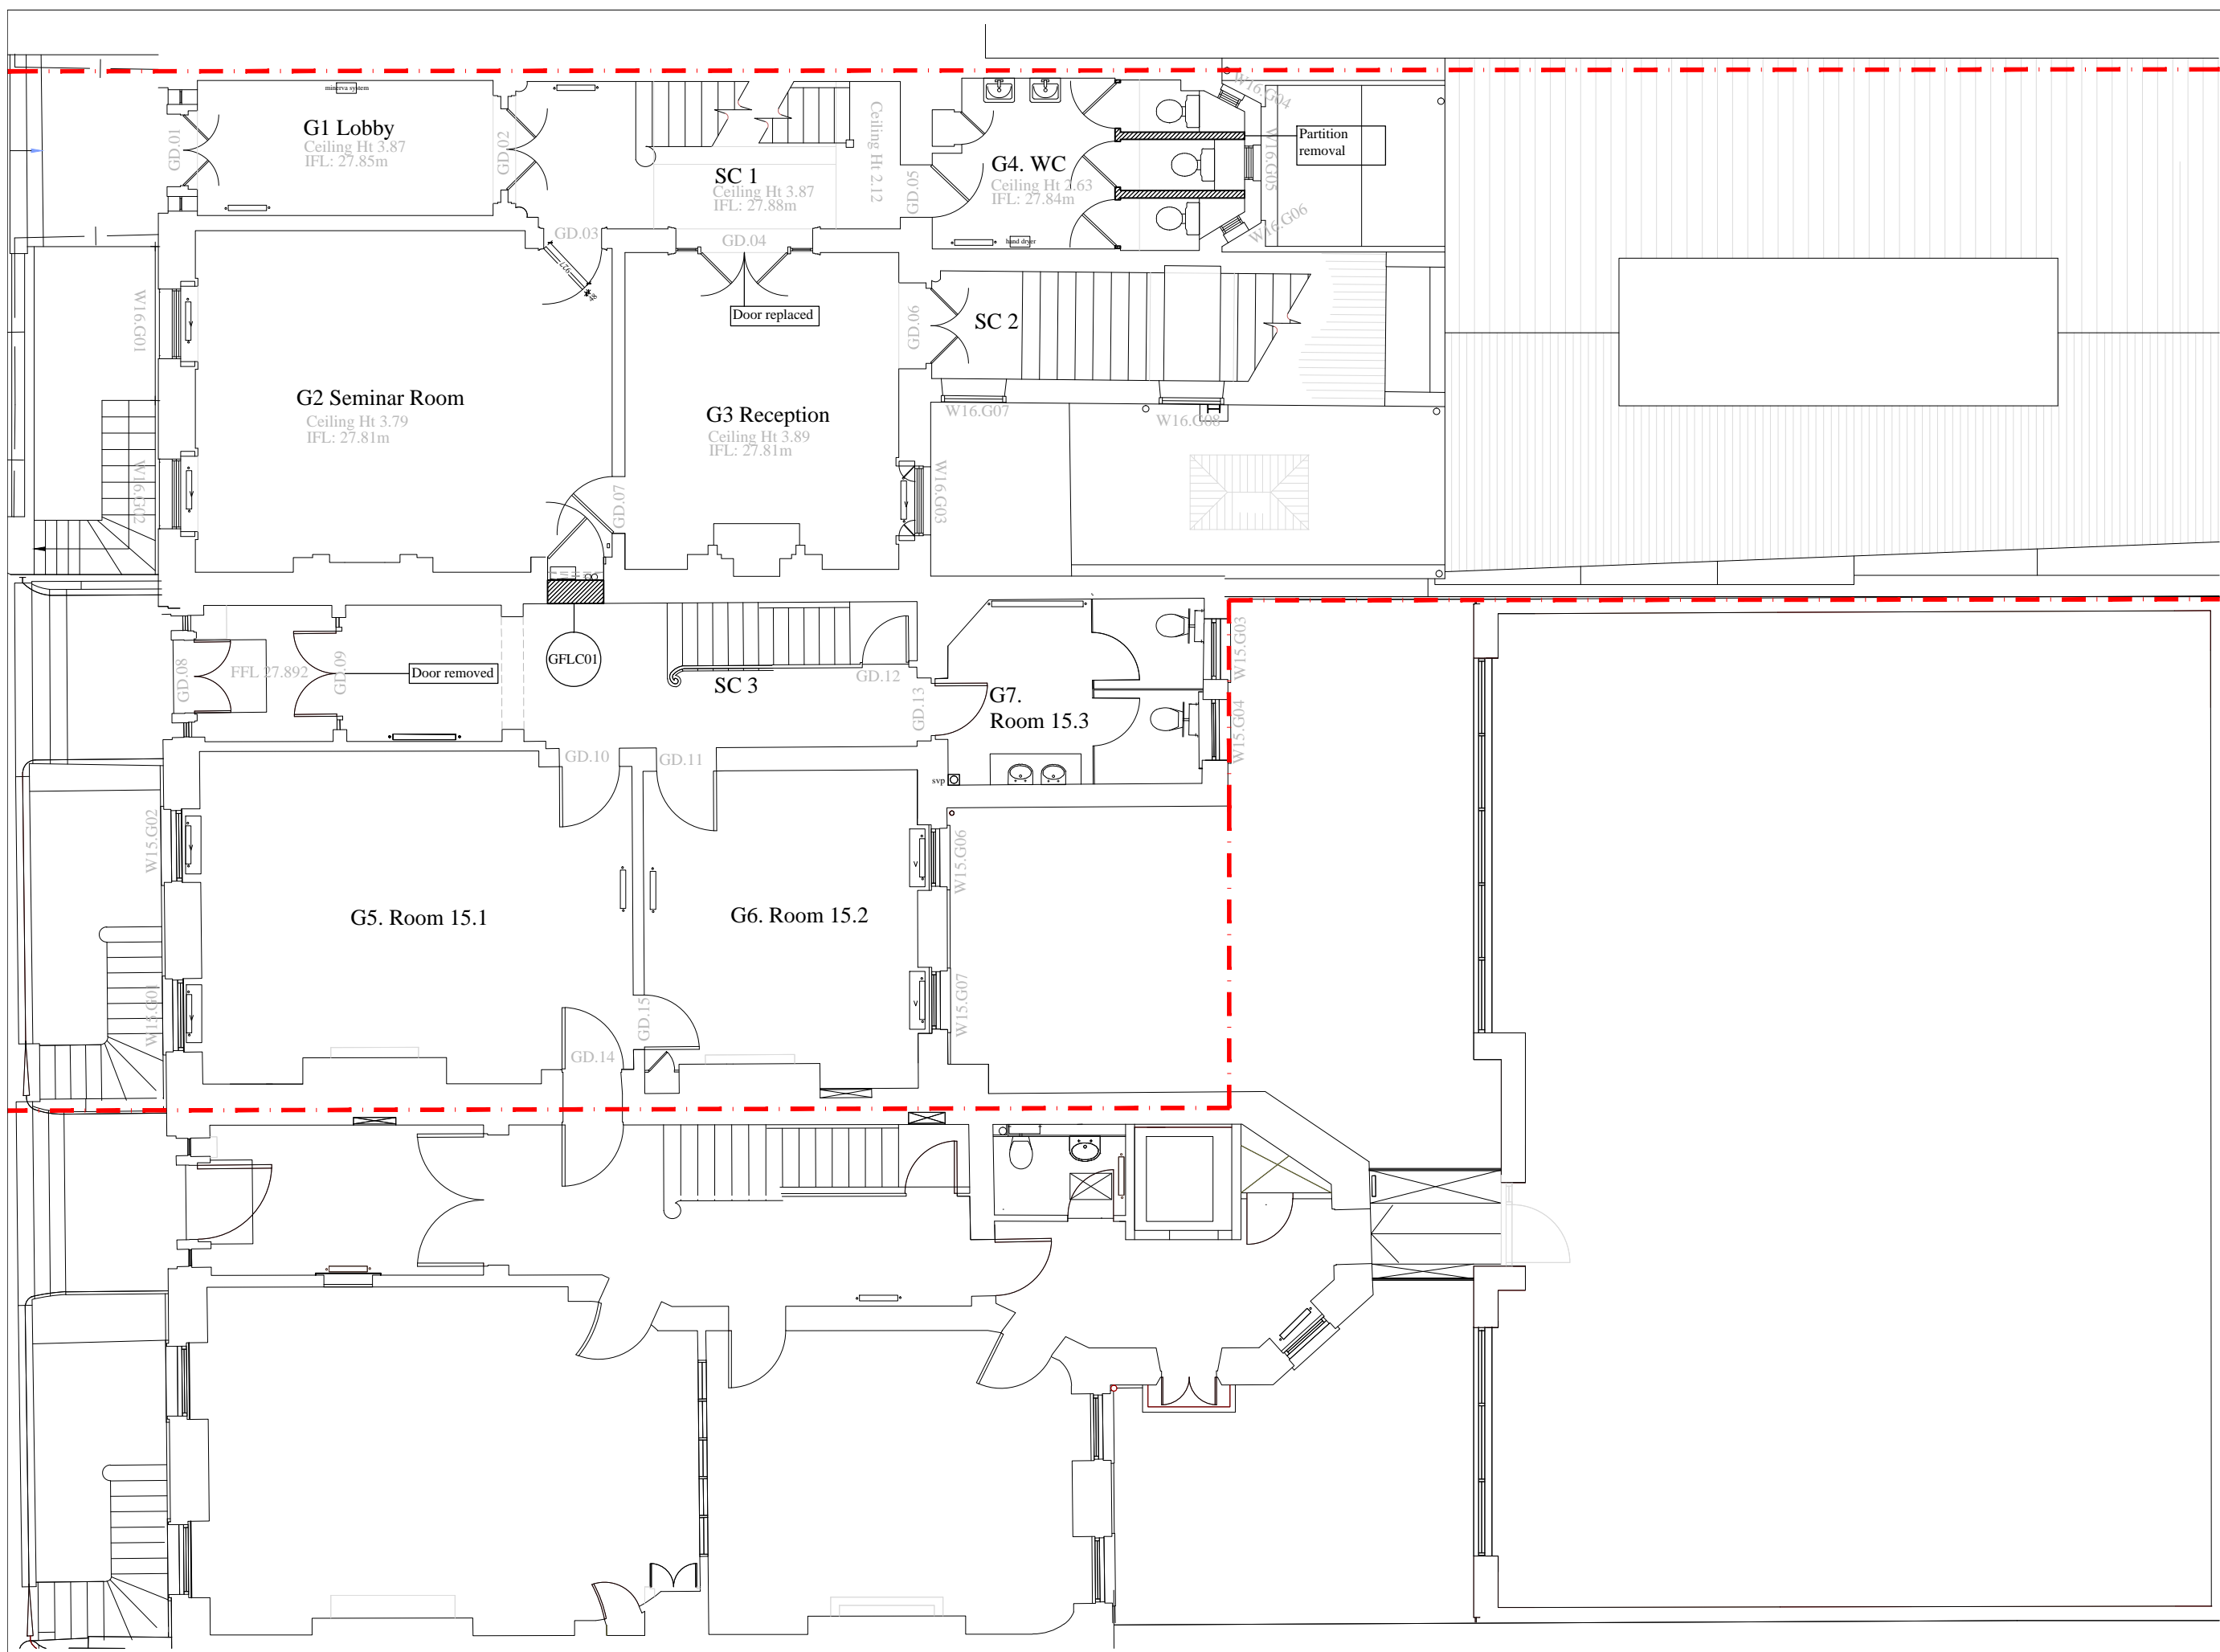 minerva system
G1 Lobby
Ceiling Ht 3.87
IFL: 27.85m
GD.01
GD.02
SC 1
Ceiling Ht 3.87
IFL: 27.88m
Ceiling Ht 2.12
GD.05
G4. WC
Ceiling Ht 2.63
IFL: 27.84m
hand dryer
W16.G04
W16.G05
W16.G06
Partition
removal
GD.03
927
48
GD.04
Door replaced
GD.06
SC 2
W16.G01
G2 Seminar Room
Ceiling Ht 3.79
IFL: 27.81m
G3 Reception
Ceiling Ht 3.89
IFL: 27.81m
W16.G07
W16.G08
W16.G02
GD.07
W16.G03
GFLC01
GD.08
FFL 27.892
GD.09
Door removed
SC 3
GD.12
GD.13
G7.
Room 15.3
W15.G03
W15.G04
GD.10
GD.11
svp
W15.G02
W15.G06
G5. Room 15.1
G6. Room 15.2
W15.G01
GD.15
W15.G07
GD.14